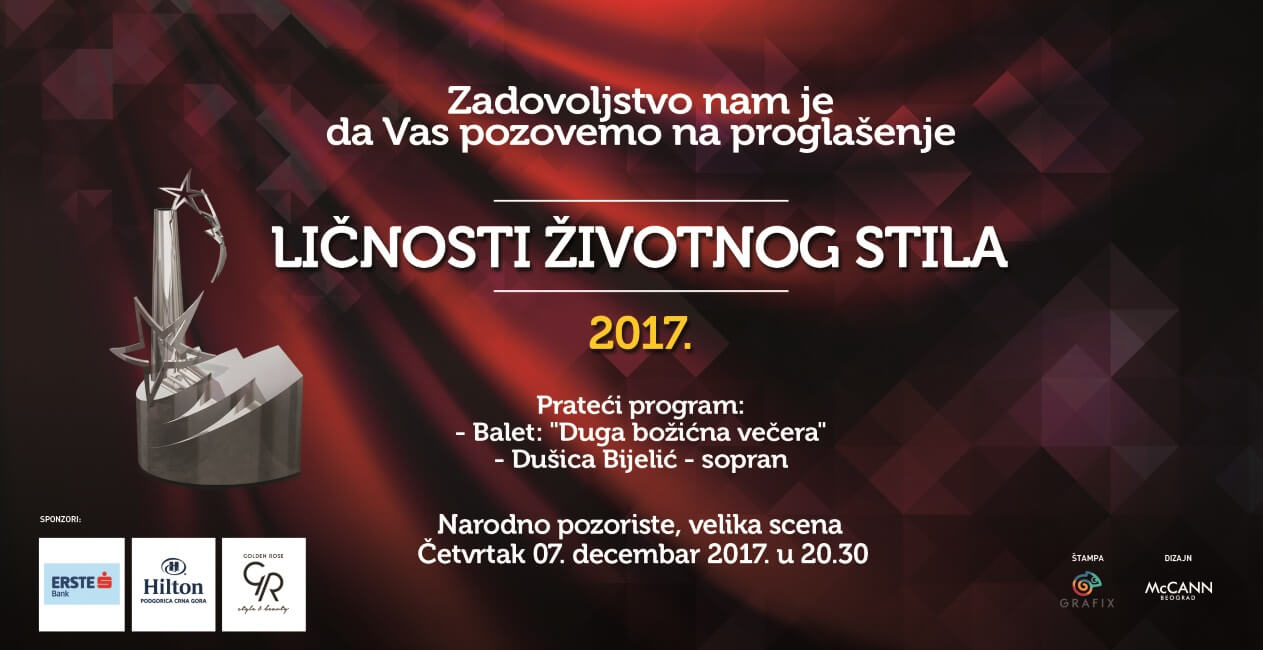 Zadovoljstvo nam je
da Vas pozovemo na proglašenje
LIČNOSTI ŽIVOTNOG STILA
2017.
Prateći program:
- Balet: "Duga božićna večera"
- Dušica Bijelić - sopran
Narodno pozoriste, velika scena
Četvrtak 07. decembar 2017. u 20.30
SPONZORI:
ERSTE
Bank
H
Hilton
PODGORICA CRNA GORA
GOLDEN ROSE
GR
style & beauty
ŠTAMPA
GRAFIX
DIZAJN
McCANN
BEOGRAD